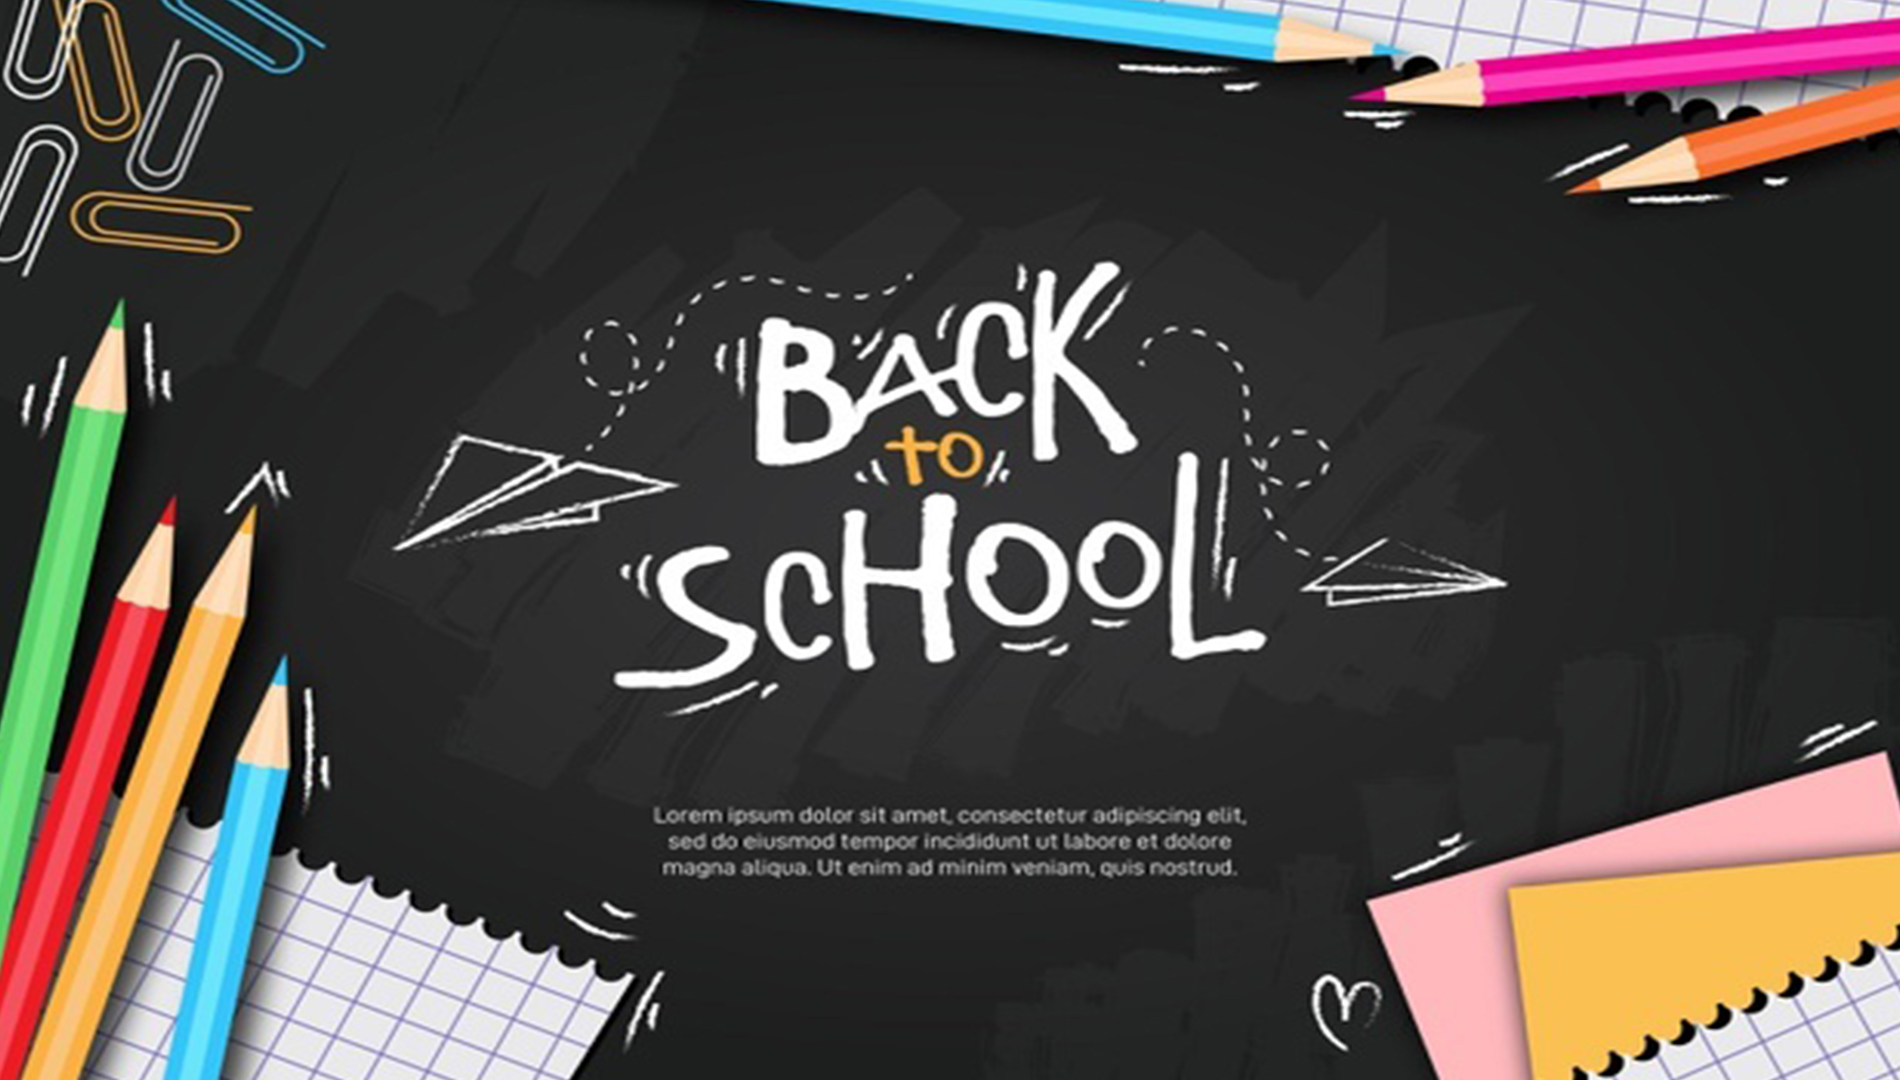 BACK
to
SCHOOL
Lorem ipsum dolor sit amet, consectetur adipiscing elit,
sed do eiusmod tempor incididunt ut labore et dolore
magna aliqua. Ut enim ad minim veniam, quis nostrud.